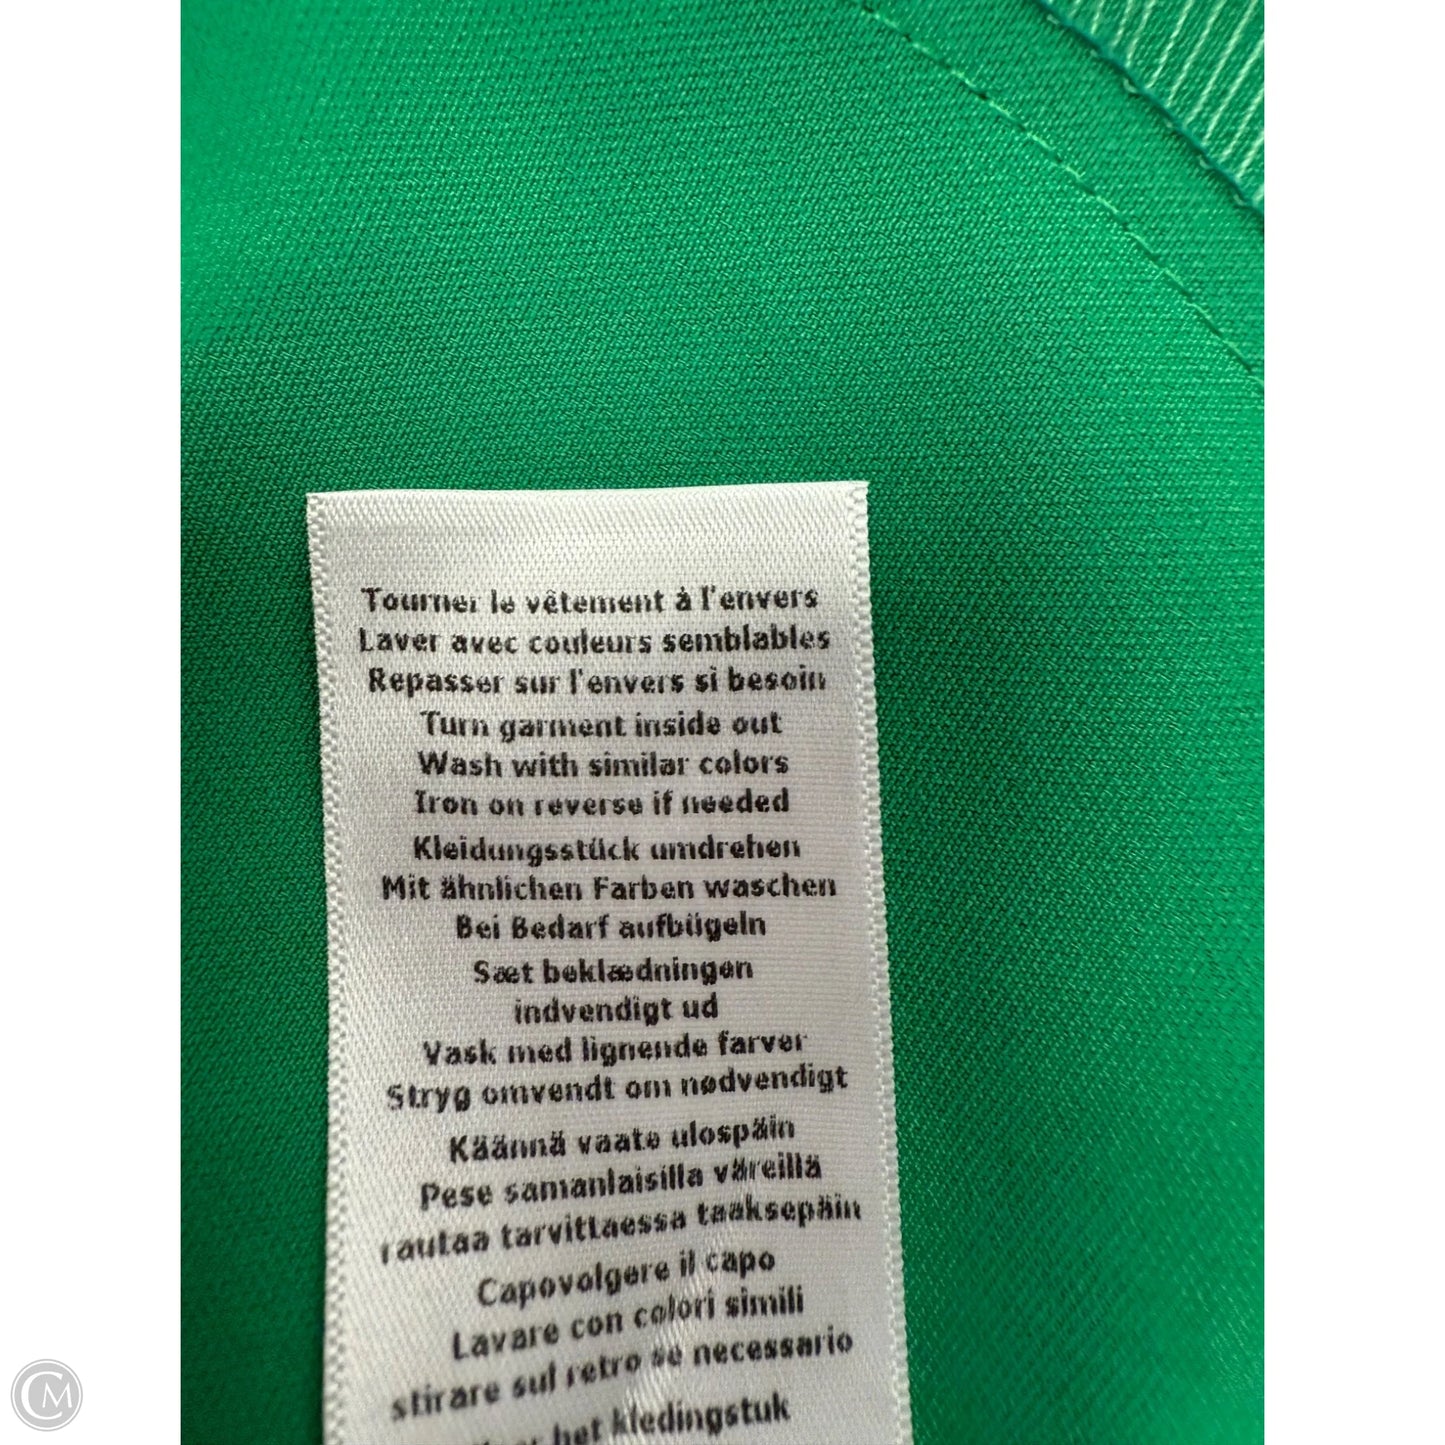 Tourner le vêtement à l'envers
Laver avec couleurs semblables
Repasser sur l'envers si besoin
Turn garment inside out
Wash with similar colors
Iron on reverse if needed
Kleidungsstück umdrehen
Mit ähnlichen Farben waschen
Bei Bedarf aufbügeln
Sæt beklædningen
indvendigt ud
Vask med lignende farver
Stryg omvendt om nødvendigt
Käännä vaate ulospäin
Pese samanlaisilla väreillä
rautaa tarvittaessa taaksepäin
Capovolgere il capo
Lavare con colori simili
stirare sul retro se necessario
het kledingstuk
CM